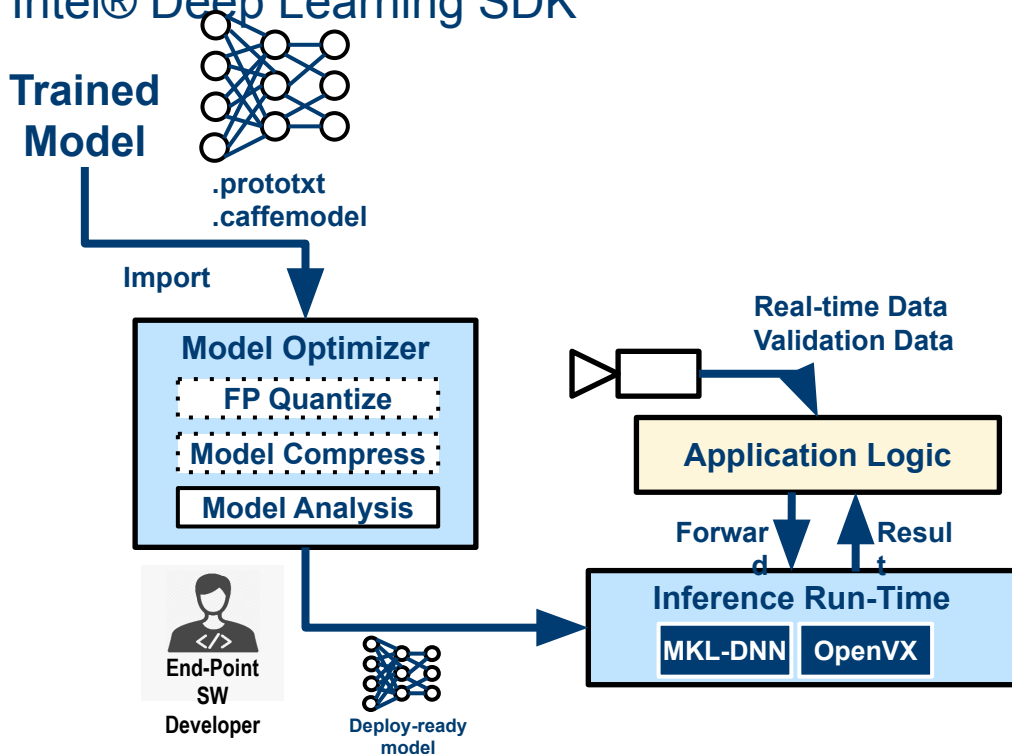 Intel® Deep Learning SDK
Trained
Model
.prototxt
.caffemodel
Import
Model Optimizer
FP Quantize
Model Compress
Model Analysis
Real-time Data
Validation Data
Application Logic
Forwar
d
Resul
t
Inference Run-Time
MKL-DNN
OpenVX
</>
End-Point
SW
Developer
Deploy-ready
model